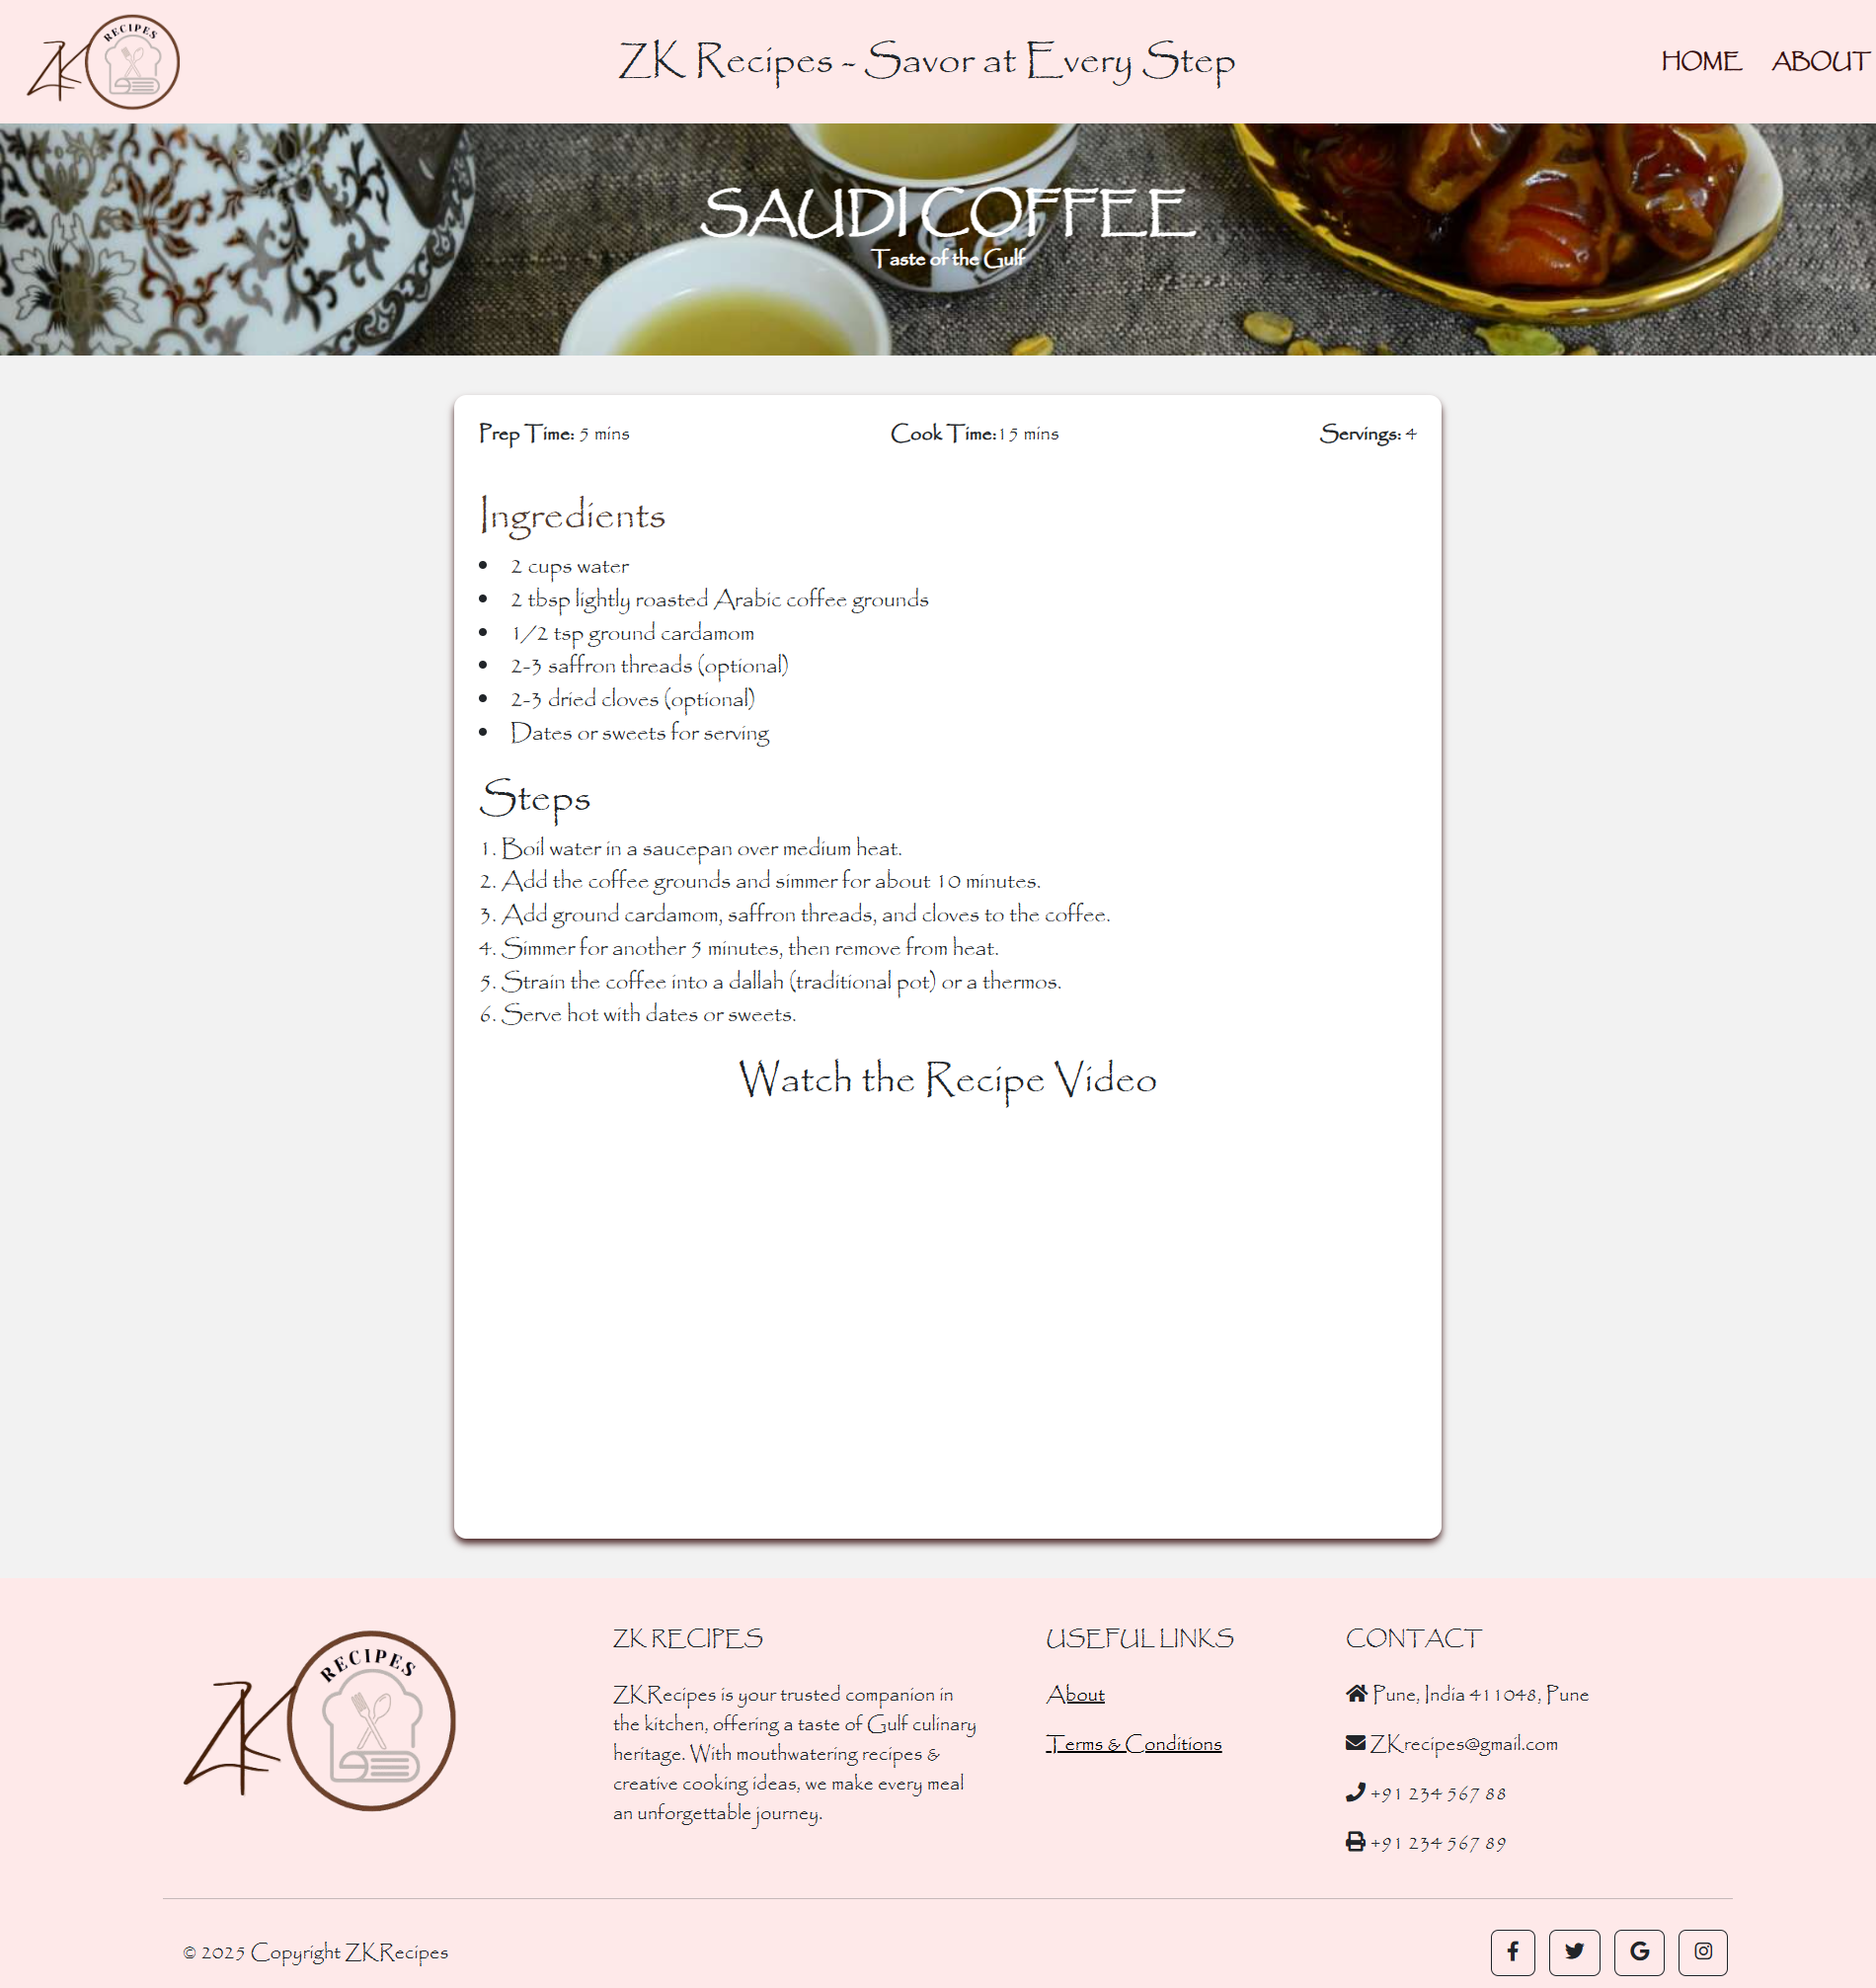 ZK RECIPES
ZK Recipes ~ Savor at Every Step
HOME ABOUT
SAUDI COFFEE
Taste of the Gulf
Prep Time: 5 mins
Cook Time:15 mins
Servings: 4
Ingredients
• 2 cups water
• 2 tbsp lightly roasted Arabic coffee grounds
• 1/2 tsp ground cardamom
• 2-3 saffron threads (optional)
• 2-3 dried cloves (optional)
• Dates or sweets for serving
Steps
1. Boil water in a saucepan over medium heat.
2. Add the coffee grounds and simmer for about 10 minutes.
3. Add ground cardamom, saffron threads, and cloves to the coffee.
4. Simmer for another 5 minutes, then remove from heat.
5. Strain the coffee into a dallah (traditional pot) or a thermos.
6. Serve hot with dates or sweets.
Watch the Recipe Video
ZK RECIPES
ZK RECIPES
ZKRecipes is your trusted companion in
the kitchen, offering a taste of Gulf culinary
heritage. With mouthwatering recipes &
creative cooking ideas, we make every meal
an unforgettable journey.
USEFUL LINKS
About
Terms & Conditions
CONTACT
Pune, India 411048, Pune
ZKrecipes@gmail.com
+91 234 567 88
+91 234 567 89
© 2025 Copyright ZKRecipes